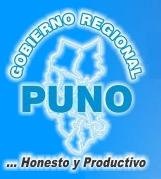 GOBIERNO REGIONAL
PUNO
... Honesto y Productivo